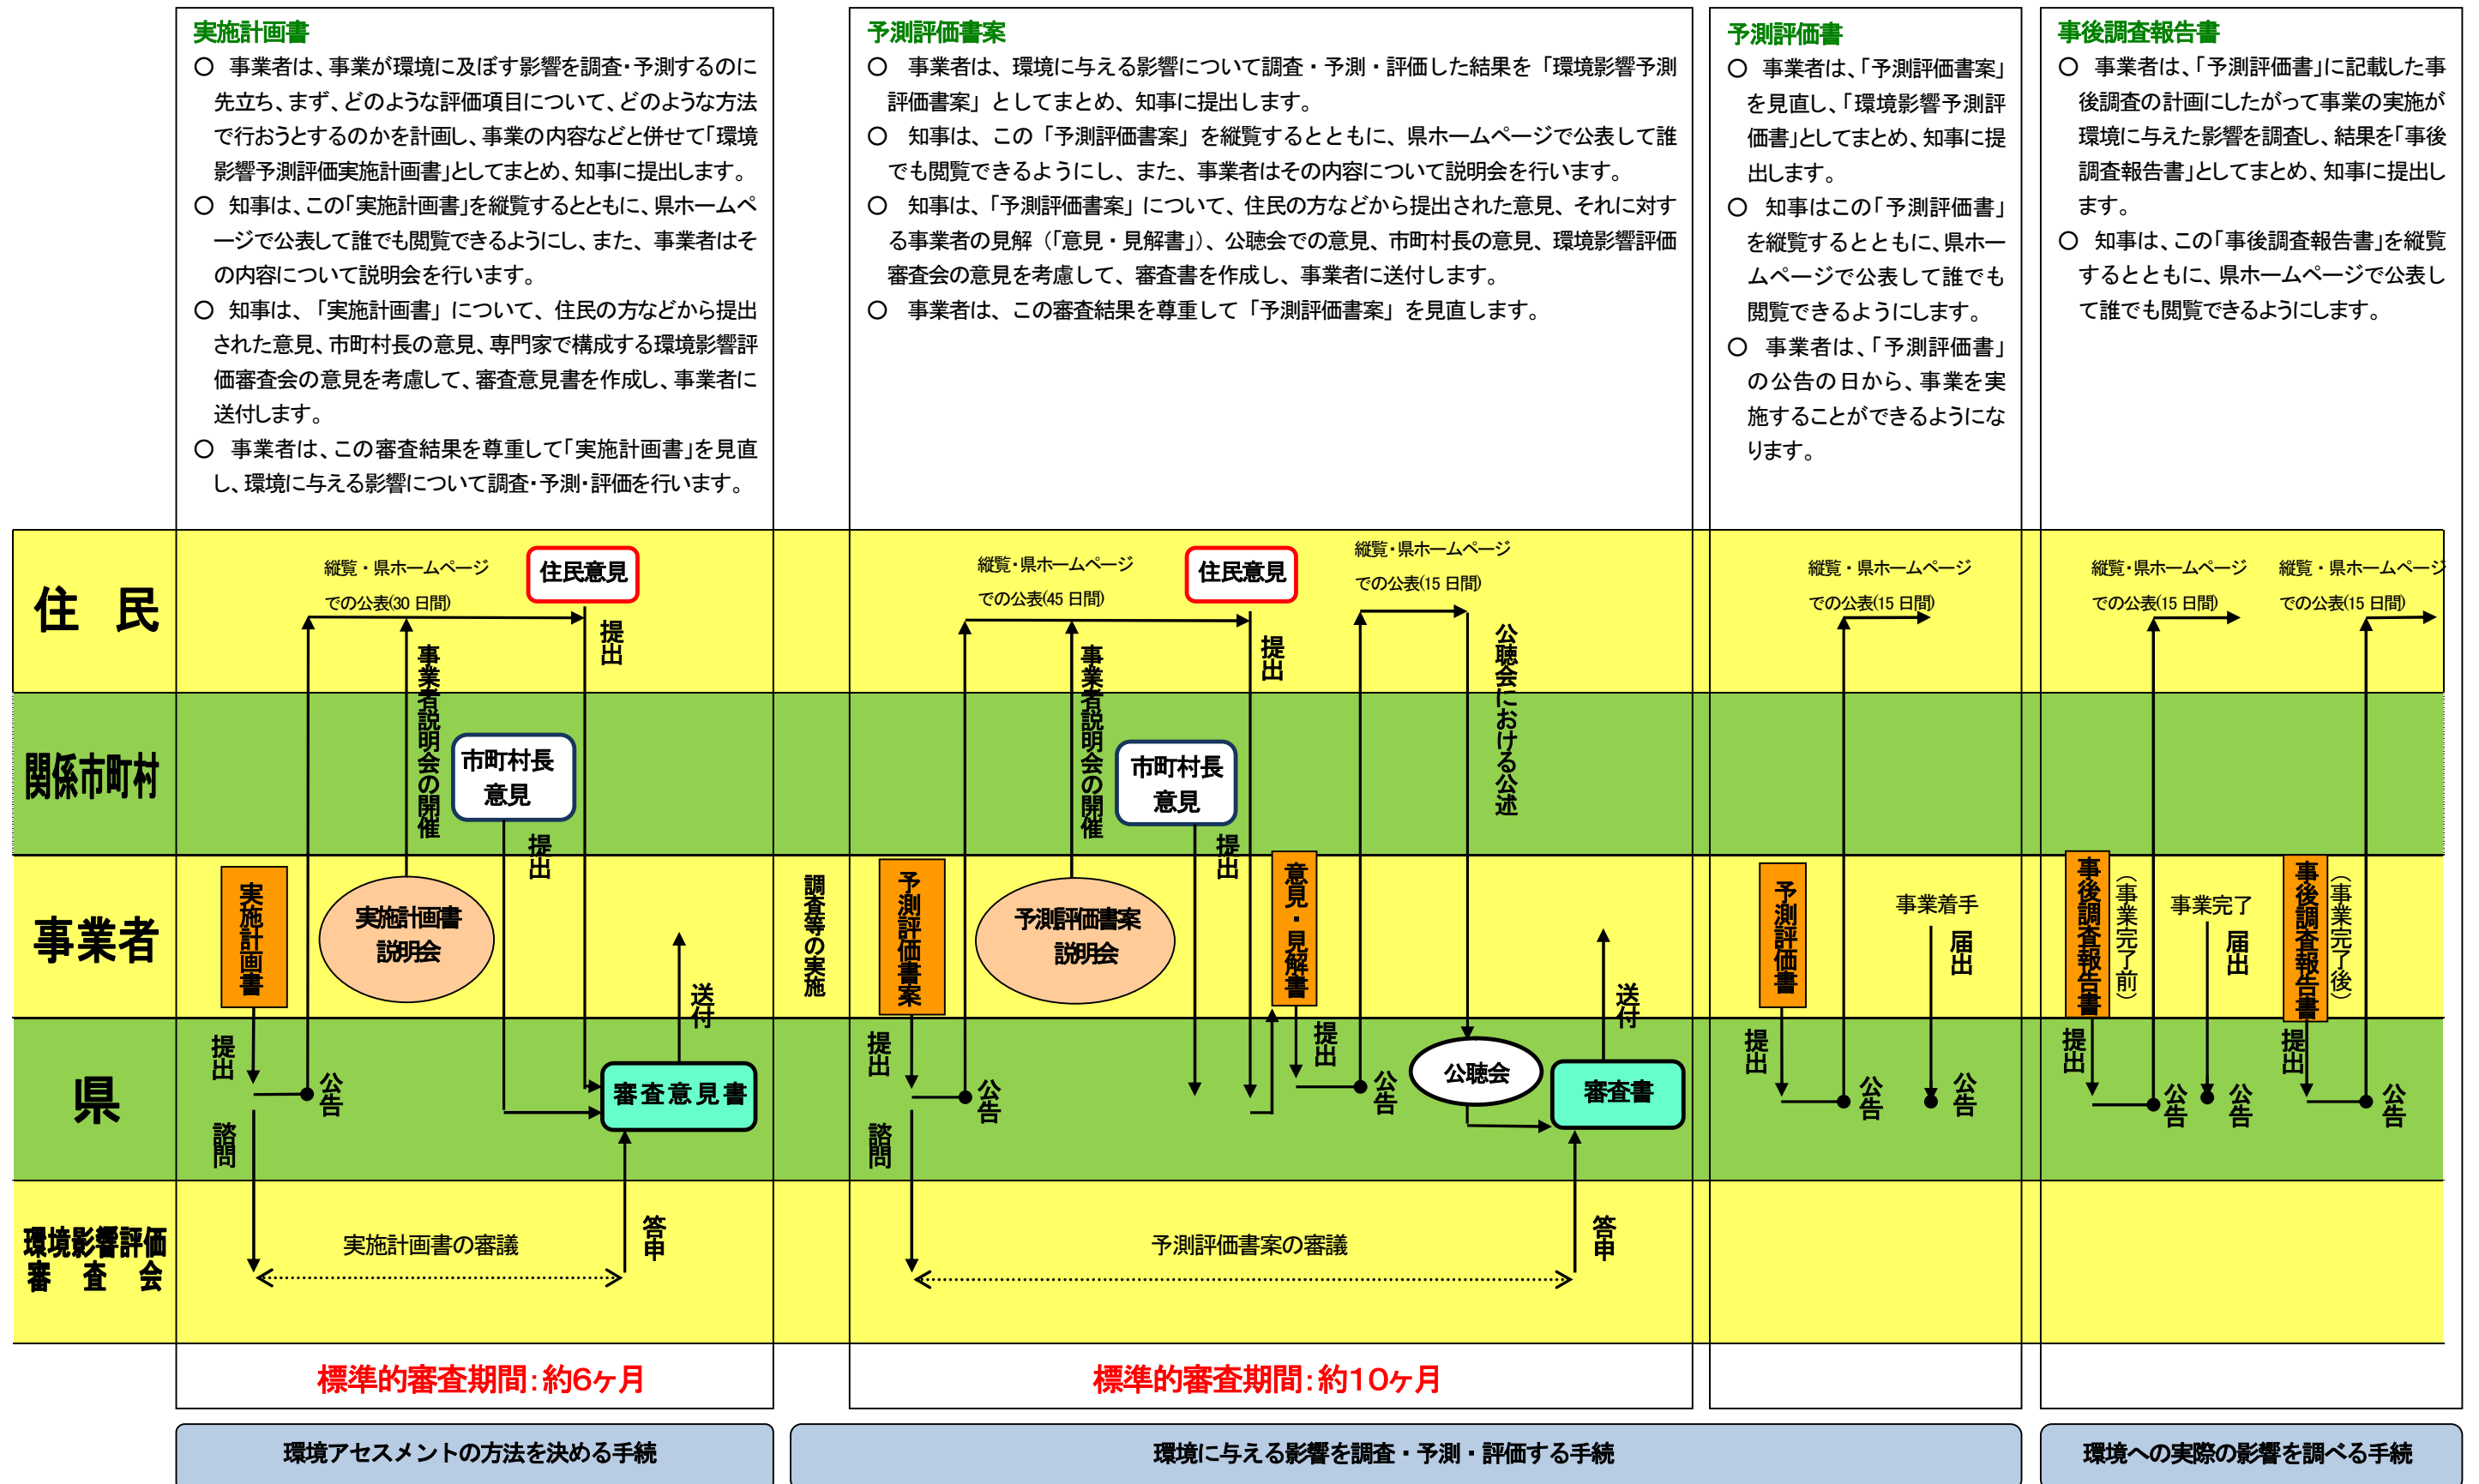 実施計画書
○ 事業者は、事業が環境に及ぼす影響を調査・予測するのに
先立ち、まず、どのような評価項目について、どのような方法
で行おうとするのかを計画し、事業の内容などと併せて「環境
影響予測評価実施計画書」としてまとめ、知事に提出します。
○ 知事は、この「実施計画書」を縦覧するとともに、県ホームペ
ージで公表して誰でも閲覧できるようにし、また、事業者はそ
の内容について説明会を行います。
○ 知事は、「実施計画書」について、住民の方などから提出
された意見、市町村長の意見、専門家で構成する環境影響評
価審査会の意見を考慮して、審査意見書を作成し、事業者に
送付します。
○ 事業者は、この審査結果を尊重して「実施計画書」を見直
し、環境に与える影響について調査・予測・評価を行います。
予測評価書案
○ 事業者は、環境に与える影響について調査・予測・評価した結果を「環境影響予測
評価書案」としてまとめ、知事に提出します。
○ 知事は、この「予測評価書案」を縦覧するとともに、県ホームページで公表して誰
でも閲覧できるようにし、また、事業者はその内容について説明会を行います。
○ 知事は、「予測評価書案」について、住民の方などから提出された意見、それに対す
る事業者の見解（「意見・見解書」）、公聴会での意見、市町村長の意見、環境影響評価
審査会の意見を考慮して、審査書を作成し、事業者に送付します。
○ 事業者は、この審査結果を尊重して「予測評価書案」を見直します。
予測評価書
○ 事業者は、「予測評価書案」
を見直し、「環境影響予測評
価書」としてまとめ、知事に提
出します。
○ 知事はこの「予測評価書」
を縦覧するとともに、県ホー
ムページで公表して誰でも
閲覧できるようにします。
○ 事業者は、「予測評価書」
の公告の日から、事業を実
施することができるようにな
ります。
事後調査報告書
○ 事業者は、「予測評価書」に記載した事
後調査の計画にしたがって事業の実施が
環境に与えた影響を調査し、結果を「事後
調査報告書」としてまとめ、知事に提出し
ます。
○ 知事は、この「事後調査報告書」を縦覧
するとともに、県ホームページで公表し
て誰でも閲覧できるようにします。
住 民
縦覧・県ホームページ
での公表(30 日間)
住民意見
提出
縦覧・県ホームページ
での公表(45 日間)
住民意見
提出
縦覧・県ホームページ
での公表(15 日間)
縦覧・県ホームページ
での公表(15 日間)
縦覧・県ホームページ
での公表(15 日間)
縦覧・県ホームページ
での公表(15 日間)
関係市町村
事業者説明会の開催
市町村長
意見
提出
事業者説明会の開催
市町村長
意見
提出
公聴会における公述
事業者
実施計画書
実施計画書
説明会
送付
調査等の実施
予測評価書案
予測評価書案
説明会
意見・見解書
送付
予測評価書
事業着手
届出
事後調査報告書
（事業完了前）
事業完了
届出
事後調査報告書
（事業完了後）
県
提出
公告
諮問
審査意見書
提出
公告
諮問
提出
公告
公聴会
審査書
提出
公告
公告
提出
公告
公告
提出
公告
環境影響評価
審 査 会
実施計画書の審議
答申
予測評価書案の審議
答申
標準的審査期間：約6ヶ月
標準的審査期間：約10ヶ月
環境アセスメントの方法を決める手続
環境に与える影響を調査・予測・評価する手続
環境への実際の影響を調べる手続